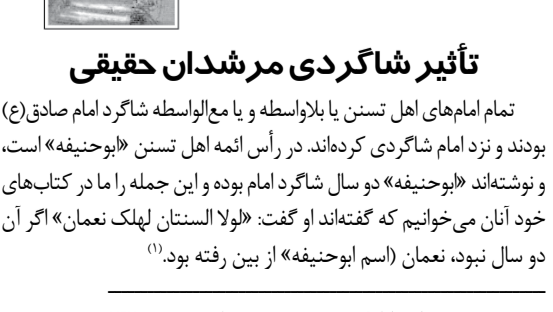 تأثیر شاگردی مرشدان حقیقی
تمام امام‌های اهل تسنن یا بلاواسطه و یا مع‌الواسطه شاگرد امام صادق(ع)
بودند و نزد امام شاگردی کرده‌اند. در رأس ائمه اهل تسنن «ابوحنیفه» است،
و نوشته‌اند «ابوحنیفه» دو سال شاگرد امام بوده و این جمله را ما در کتاب‌های
خود آنان می‌خوانیم که گفته‌اند او گفت: «لولا السنتان لهلک نعمان» اگر آن
دو سال نبود، نعمان (اسم ابوحنیفه» از بین رفته بود.(۱)